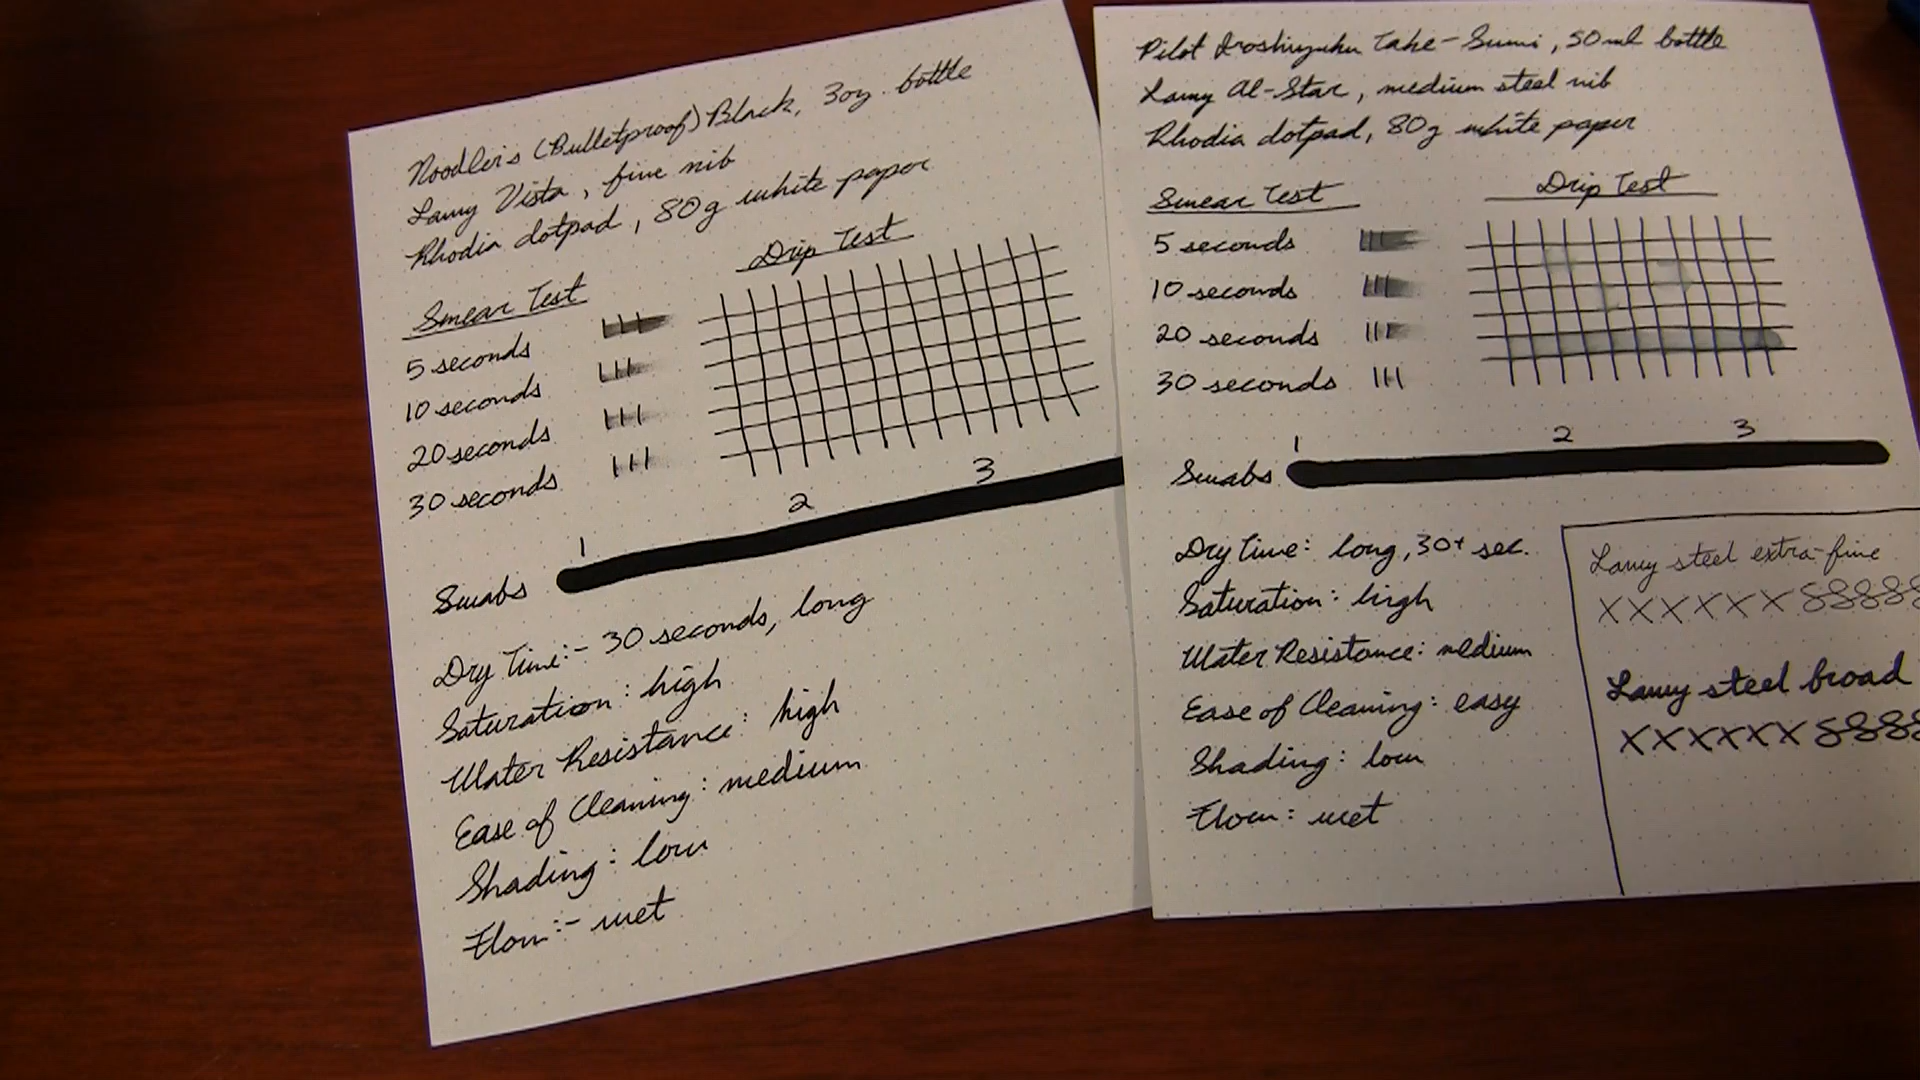 Noodler's (Bulletproof) Black, 3oz. bottle
Lamy Vista, fine nib
Rhodia dotpad, 80g white paper
Smear Test
Drip Test
5 seconds
10 seconds
20 seconds
30 seconds
Swabs
1 2 3
Dry Time:- 30 seconds, long
Saturation: high
Water Resistance: high
Ease of Cleaning: medium
Shading: low
Flow:- wet
Pilot Iroshizuku Take-Sumi, 50 ml bottle
Lamy Al-Star, medium steel nib
Rhodia dotpad, 80g white paper
Smear Test
Drip Test
5 seconds
10 seconds
20 seconds
30 seconds
Swabs
1 2 3
Dry Time: long, 30+ sec.
Saturation: high
Water Resistance: medium
Ease of Cleaning: easy
Shading: low
Flow: wet
Lamy steel extra-fine
XXXXXX88888
Lamy steel broad
XXXXXX8888